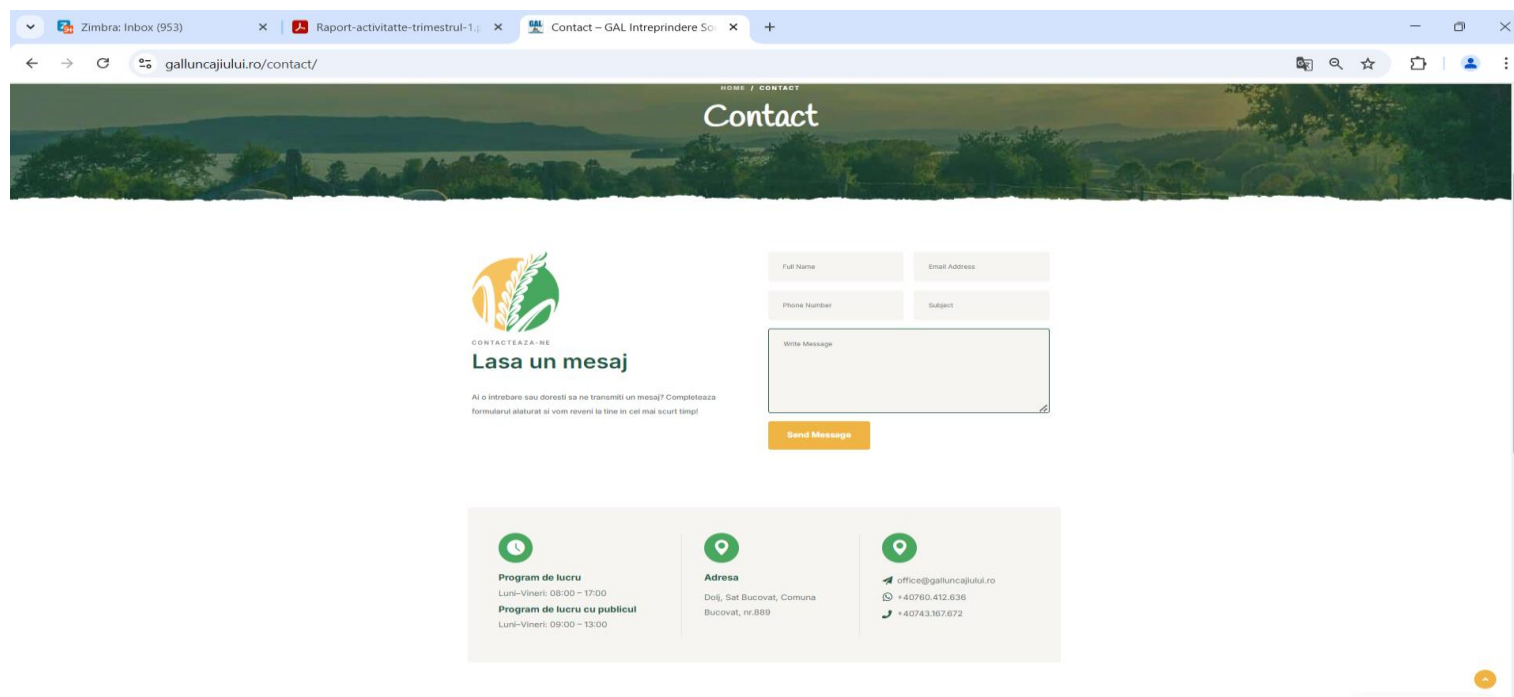 Zimbra: Inbox (953)
Raport-activitatte-trimestrul-1.p
Contact – GAL Intreprindere So
galluncajiului.ro/contact/
HOME / CONTACT
Contact
CONTACTEAZA-NE
Lasa un mesaj
Ai o intrebare sau doresti sa ne transmiti un mesaj? Completeaza
formularul alaturat si vom reveni la tine in cel mai scurt timp!
Full Name
Email Address
Phone Number
Subject
Write Message
Send Message
Program de lucru
Luni–Vineri: 08:00 – 17:00
Program de lucru cu publicul
Luni–Vineri: 09:00 – 13:00
Adresa
Dolj, Sat Bucovat, Comuna
Bucovat, nr.889
office@galluncajiului.ro
+40760.412.636
+40743.167.672